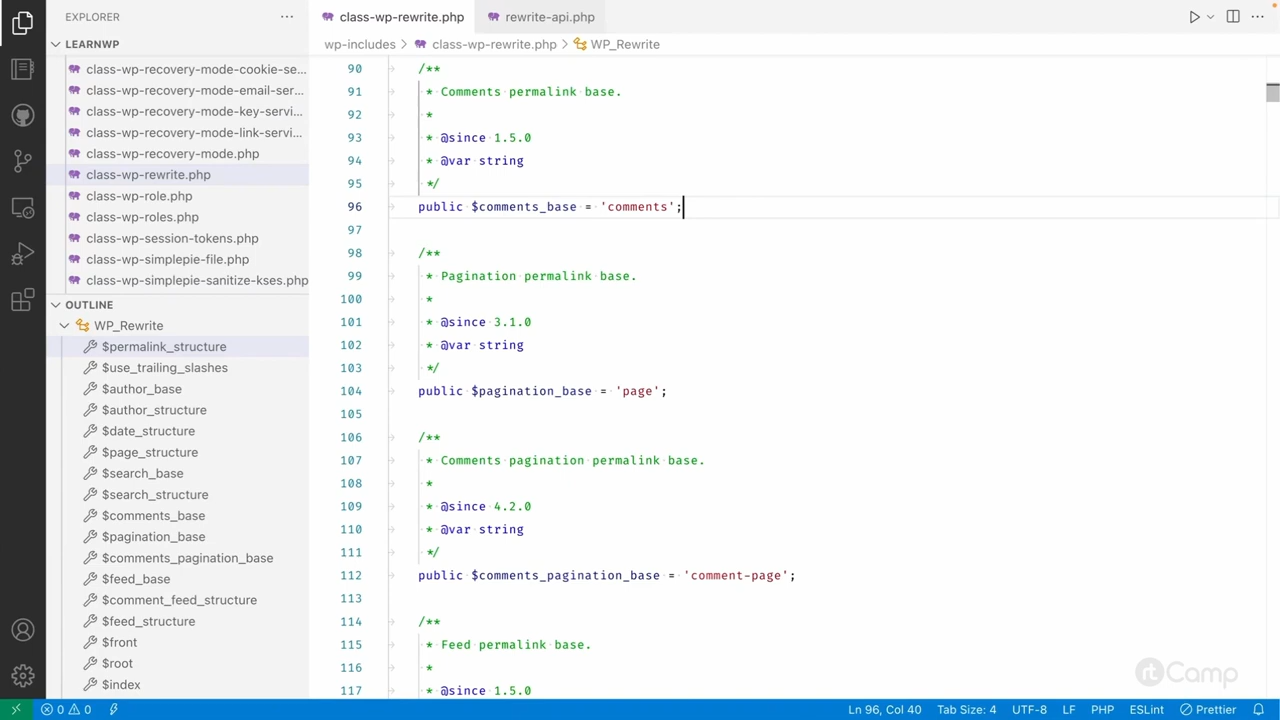 EXPLORER
LEARNWP
class-wp-recovery-mode-cookie-se...
class-wp-recovery-mode-email-ser...
class-wp-recovery-mode-key-servi...
class-wp-recovery-mode-link-servi...
class-wp-recovery-mode.php
class-wp-rewrite.php
class-wp-role.php
class-wp-roles.php
class-wp-session-tokens.php
class-wp-simplepie-file.php
class-wp-simplepie-sanitize-kses.php
OUTLINE
WP_Rewrite
$permalink_structure
$use_trailing_slashes
$author_base
$author_structure
$date_structure
$page_structure
$search_base
$search_structure
$comments_base
$pagination_base
$comments_pagination_base
$feed_base
$comment_feed_structure
$feed_structure
$front
$root
$index
class-wp-rewrite.php rewrite-api.php
wp-includes > class-wp-rewrite.php > WP_Rewrite
90 /**
91 * Comments permalink base.
92 *
93 * @since 1.5.0
94 * @var string
95 */
96 public $comments_base = 'comments';
97
98 /**
99 * Pagination permalink base.
100 *
101 * @since 3.1.0
102 * @var string
103 */
104 public $pagination_base = 'page';
105
106 /**
107 * Comments pagination permalink base.
108 *
109 * @since 4.2.0
110 * @var string
111 */
112 public $comments_pagination_base = 'comment-page';
113
114 /**
115 * Feed permalink base.
116 *
117 * @since 1.5.0
rtCamp
0 0 Ln 96, Col 40 Tab Size: 4 UTF-8 LF PHP ESLint Prettier